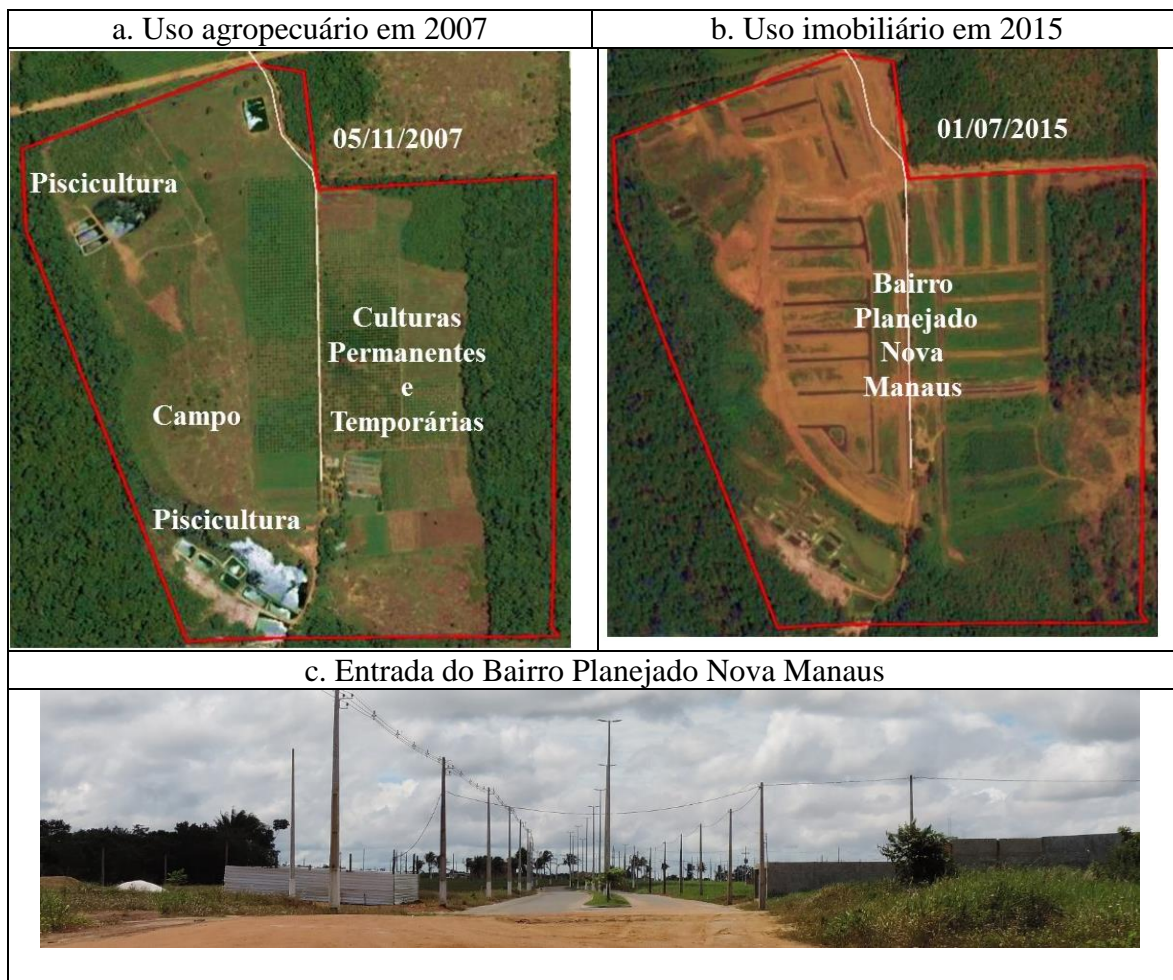 a. Uso agropecuário em 2007
b. Uso imobiliário em 2015
05/11/2007
Piscicultura
Culturas
Permanentes
e
Temporárias
Campo
Piscicultura
01/07/2015
Bairro
Planejado
Nova
Manaus
c. Entrada do Bairro Planejado Nova Manaus